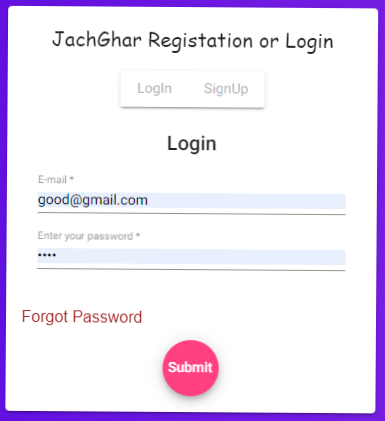 JachGhar Registation or Login
LogIn SignUp
Login
E-mail *
good@gmail.com
Enter your password *
••••
Forgot Password
Submit